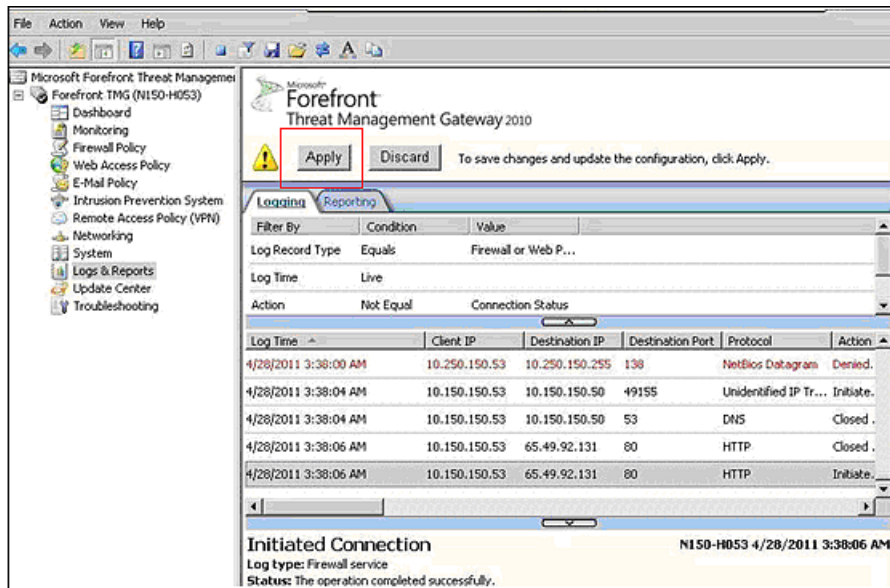 File Action View Help
Microsoft Forefront Threat Managemen
Forefront TMG (N150-H053)
Dashboard
Monitoring
Firewall Policy
Web Access Policy
E-Mail Policy
Intrusion Prevention System
Remote Access Policy (VPN)
Networking
System
Logs & Reports
Update Center
Troubleshooting
Microsoft
Forefront
Threat Management Gateway 2010
Apply Discard To save changes and update the configuration, click Apply.
Logging Reporting
Filter By Condition Value
Log Record Type Equals Firewall or Web P...
Log Time Live
Action Not Equal Connection Status
Log Time Client IP Destination IP Destination Port Protocol Action
4/28/2011 3:38:00 AM 10.250.150.53 10.250.150.255 138 NetBios Datagram Denied.
4/28/2011 3:38:04 AM 10.150.150.53 10.150.150.50 49155 Unidentified IP Tr... Initiate.
4/28/2011 3:38:04 AM 10.150.150.53 10.150.150.50 53 DNS Closed .
4/28/2011 3:38:06 AM 10.150.150.53 65.49.92.131 80 HTTP Closed .
4/28/2011 3:38:06 AM 10.150.150.53 65.49.92.131 80 HTTP Initiate.
Initiated Connection N150-H053 4/28/2011 3:38:06 AM
Log type: Firewall service
Status: The operation completed successfully.